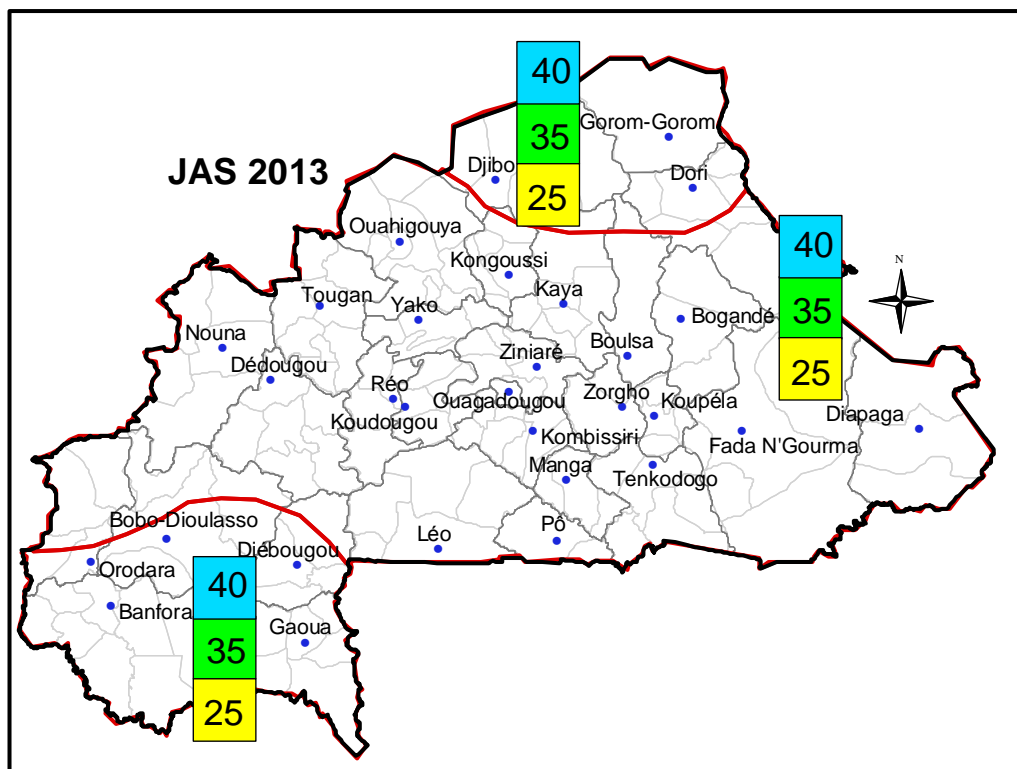 JAS 2013
40
35
25
Gorom-Gorom
Djibo
Dori
40
35
25
N
Ouahigouya
Kongoussi
Kaya
Tougan
Yako
Bogandé
Nouna
Boulsa
Ziniaré
Dédougou
Réo
Ouagadougou
Zorgho
Koupéla
Koudougou
Kombissiri
Fada N'Gourma
Diapaga
Manga
Tenkodogo
Bobo-Dioulasso
Léo
Pô
Diébougou
Orodara
Banfora
Gaoua
40
35
25